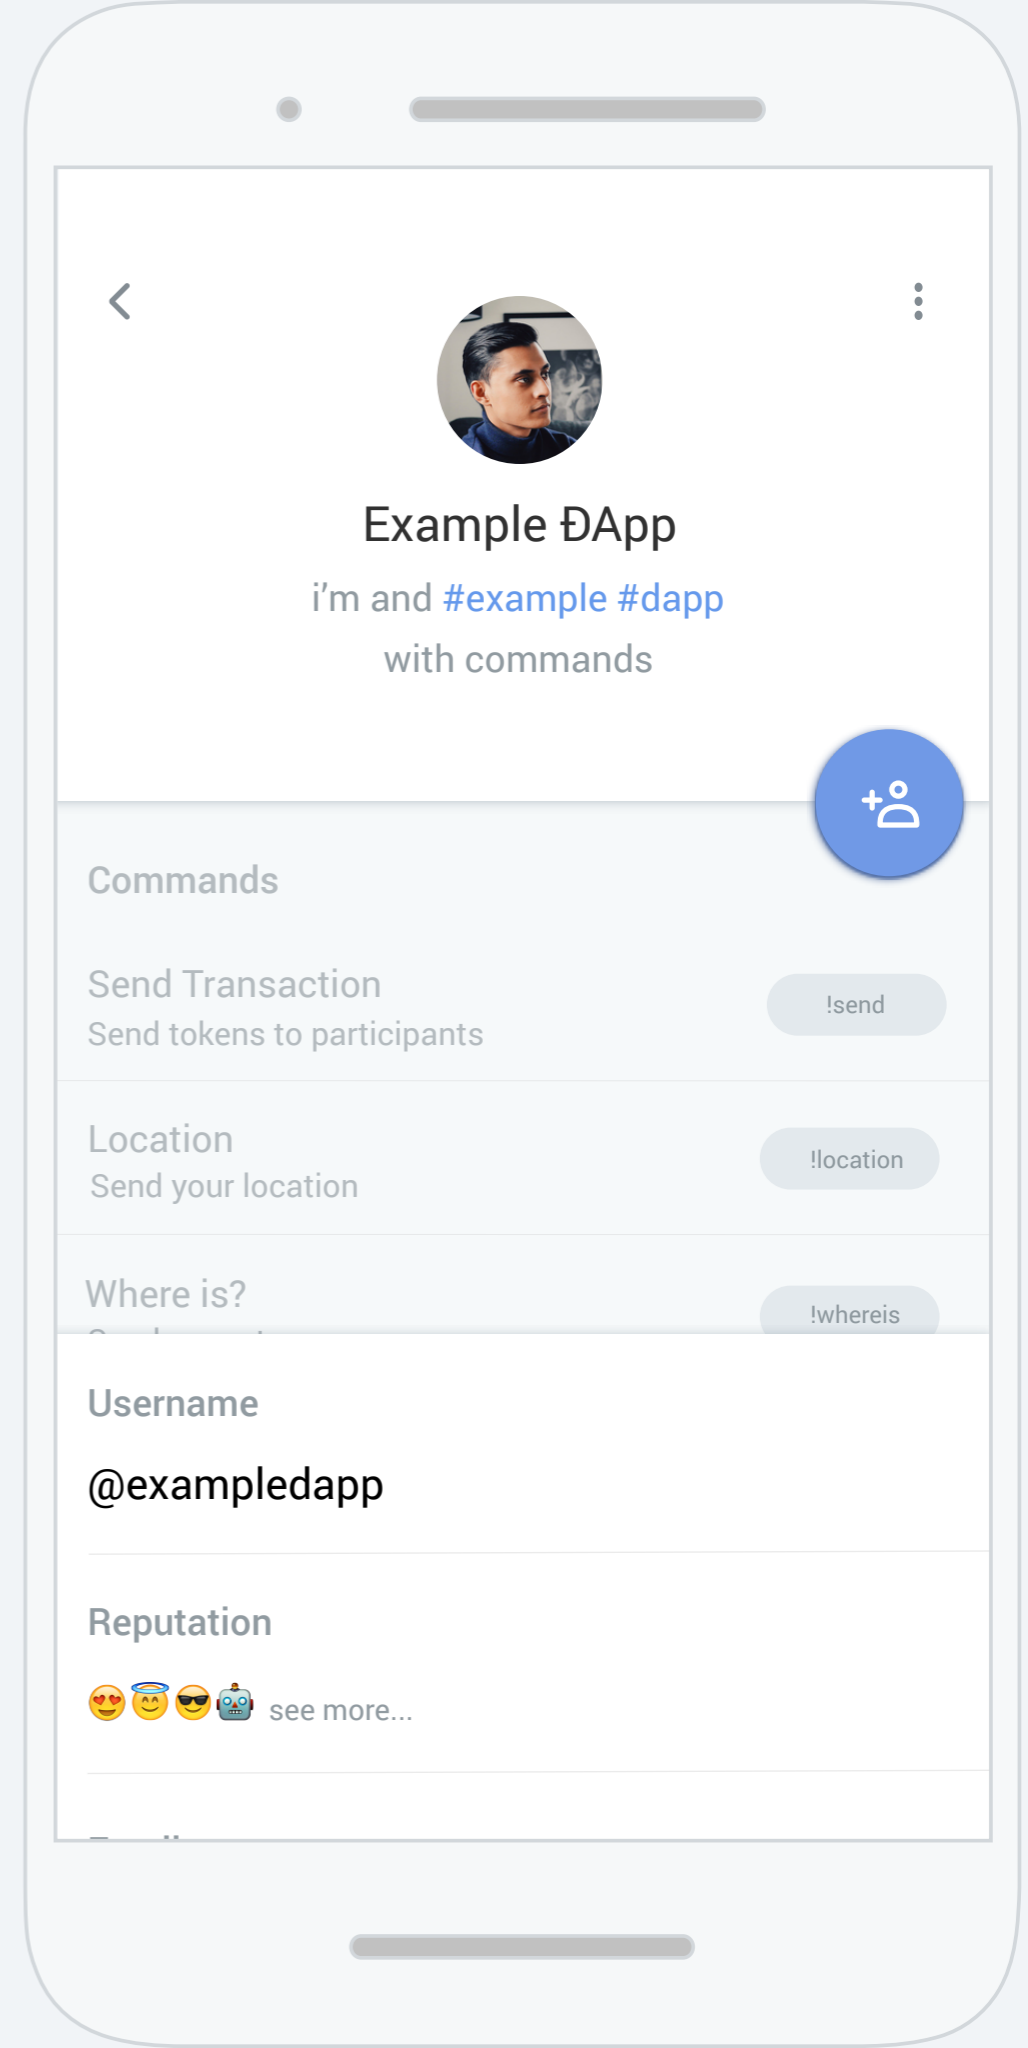 Example ĐApp
i’m and #example #dapp
with commands
Commands
Send Transaction
Send tokens to participants
!send
Location
Send your location
!location
Where is?
!whereis
Username
@exampledapp
Reputation
😍😇😎🤖 see more...